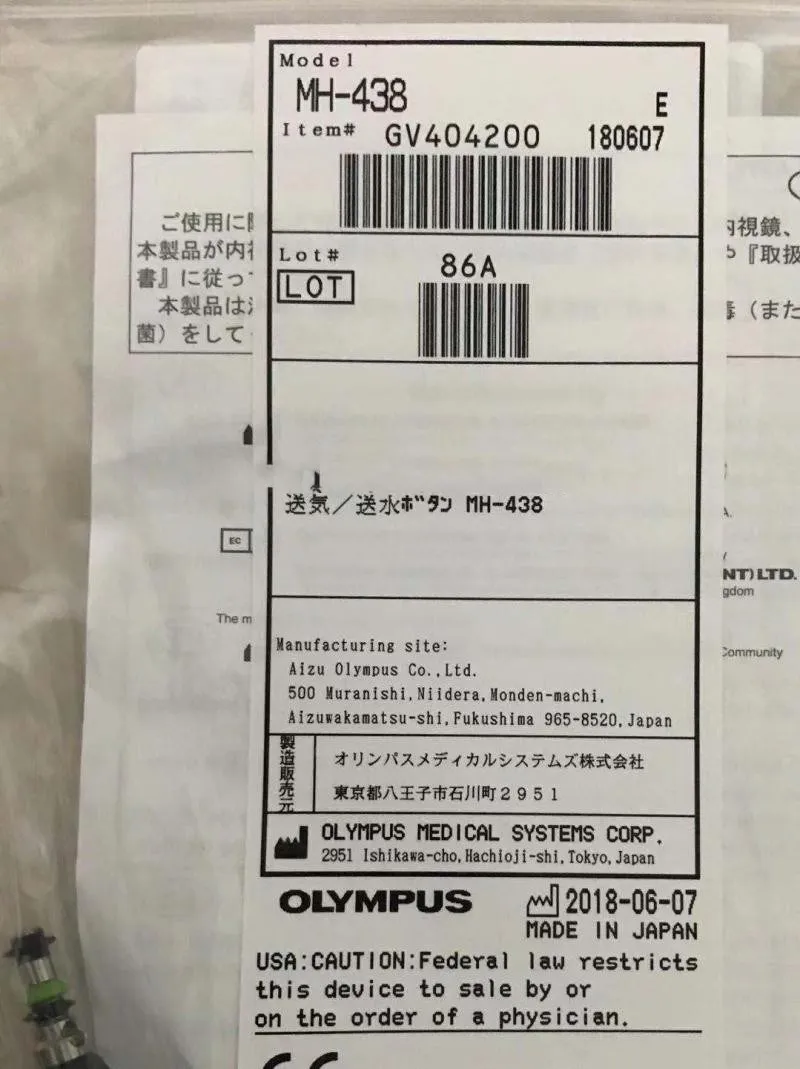 Model
MH-438
E
Item# GV404200 180607
Lot#
LOT
86A
送気／送水ﾎﾞﾀﾝ MH-438
Manufacturing site:
Aizu Olympus Co.,Ltd.
500 Muranishi,Niidera,Monden-machi,
Aizuwakamatsu-shi,Fukushima 965-8520,Japan
製造販売元
オリンパスメディカルシステムズ株式会社
東京都八王子市石川町２９５１
OLYMPUS MEDICAL SYSTEMS CORP.
2951 Ishikawa-cho,Hachioji-shi,Tokyo,Japan
OLYMPUS
2018-06-07
MADE IN JAPAN
USA:CAUTION:Federal law restricts
this device to sale by or
on the order of a physician.
ご使用に
本製品が内視
書』に従っ
本製品は
菌）をして
内視鏡、
や『取扱
毒（また
EC
The m
NT) LTD.
gdom
Community